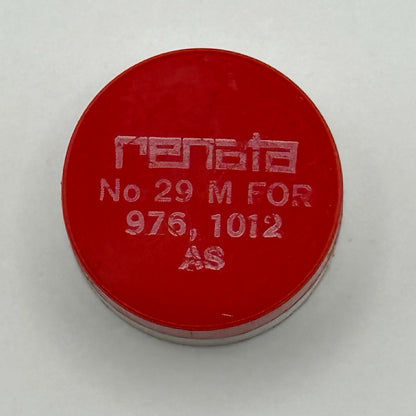 renata
No 29 M FOR
976, 1012
AS